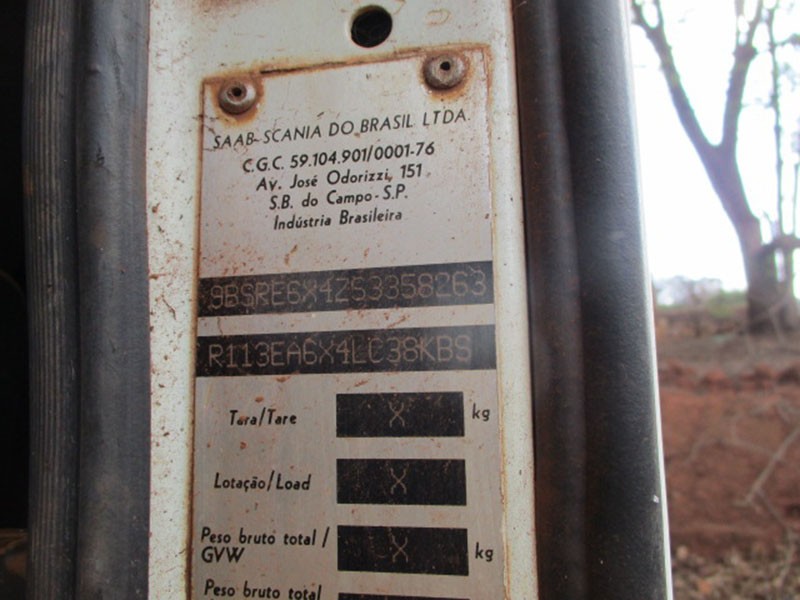 SAAB-SCANIA DO BRASIL LTDA.
C.G.C. 59.104.901/0001-76
Av. José Odorizzi, 151
S.B. do Campo - S.P.
Indústria Brasileira
9BSRE6X4ZS3358263
R113EA6X4LC38KBS
Tara/Tare X kg
Lotação/Load X
Peso bruto total /
GVW X kg
Peso bruto total